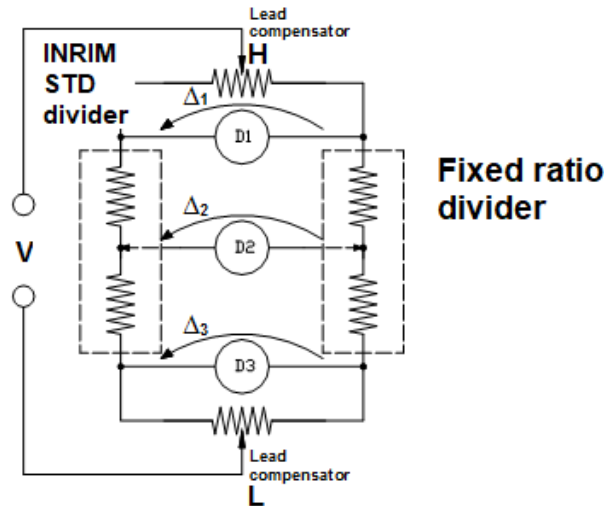 Lead
compensator
H
INRIM
STD
divider
Δ1
D1
Fixed ratio
divider
Δ2
D2
V
Δ3
D3
Lead
compensator
L